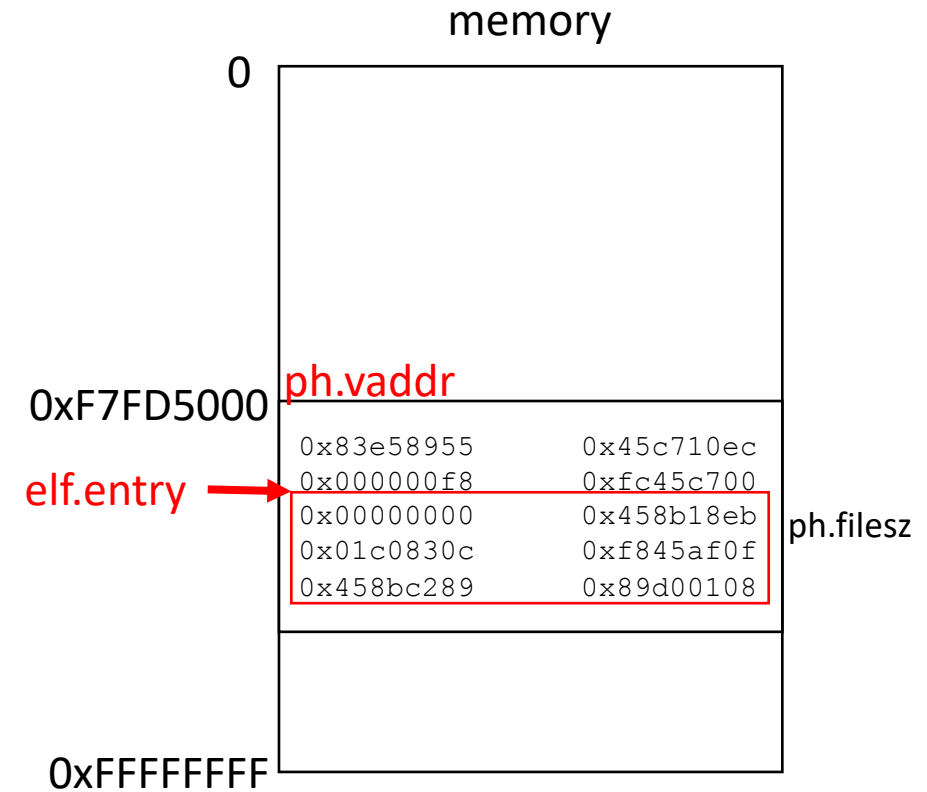 memory
0
ph.vaddr
0xF7FD5000
0x83e58955 0x45c710ec
elf.entry
0x000000f8 0xfc45c700
0x00000000 0x458b18eb
ph.filesz
0x01c0830c 0xf845af0f
0x458bc289 0x89d00108
0xFFFFFFFF